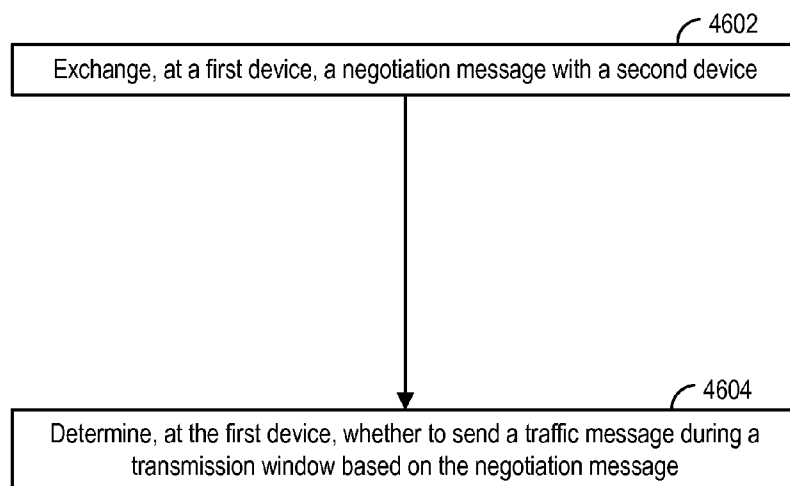 4602
Exchange, at a first device, a negotiation message with a second device
4604
Determine, at the first device, whether to send a traffic message during a
transmission window based on the negotiation message